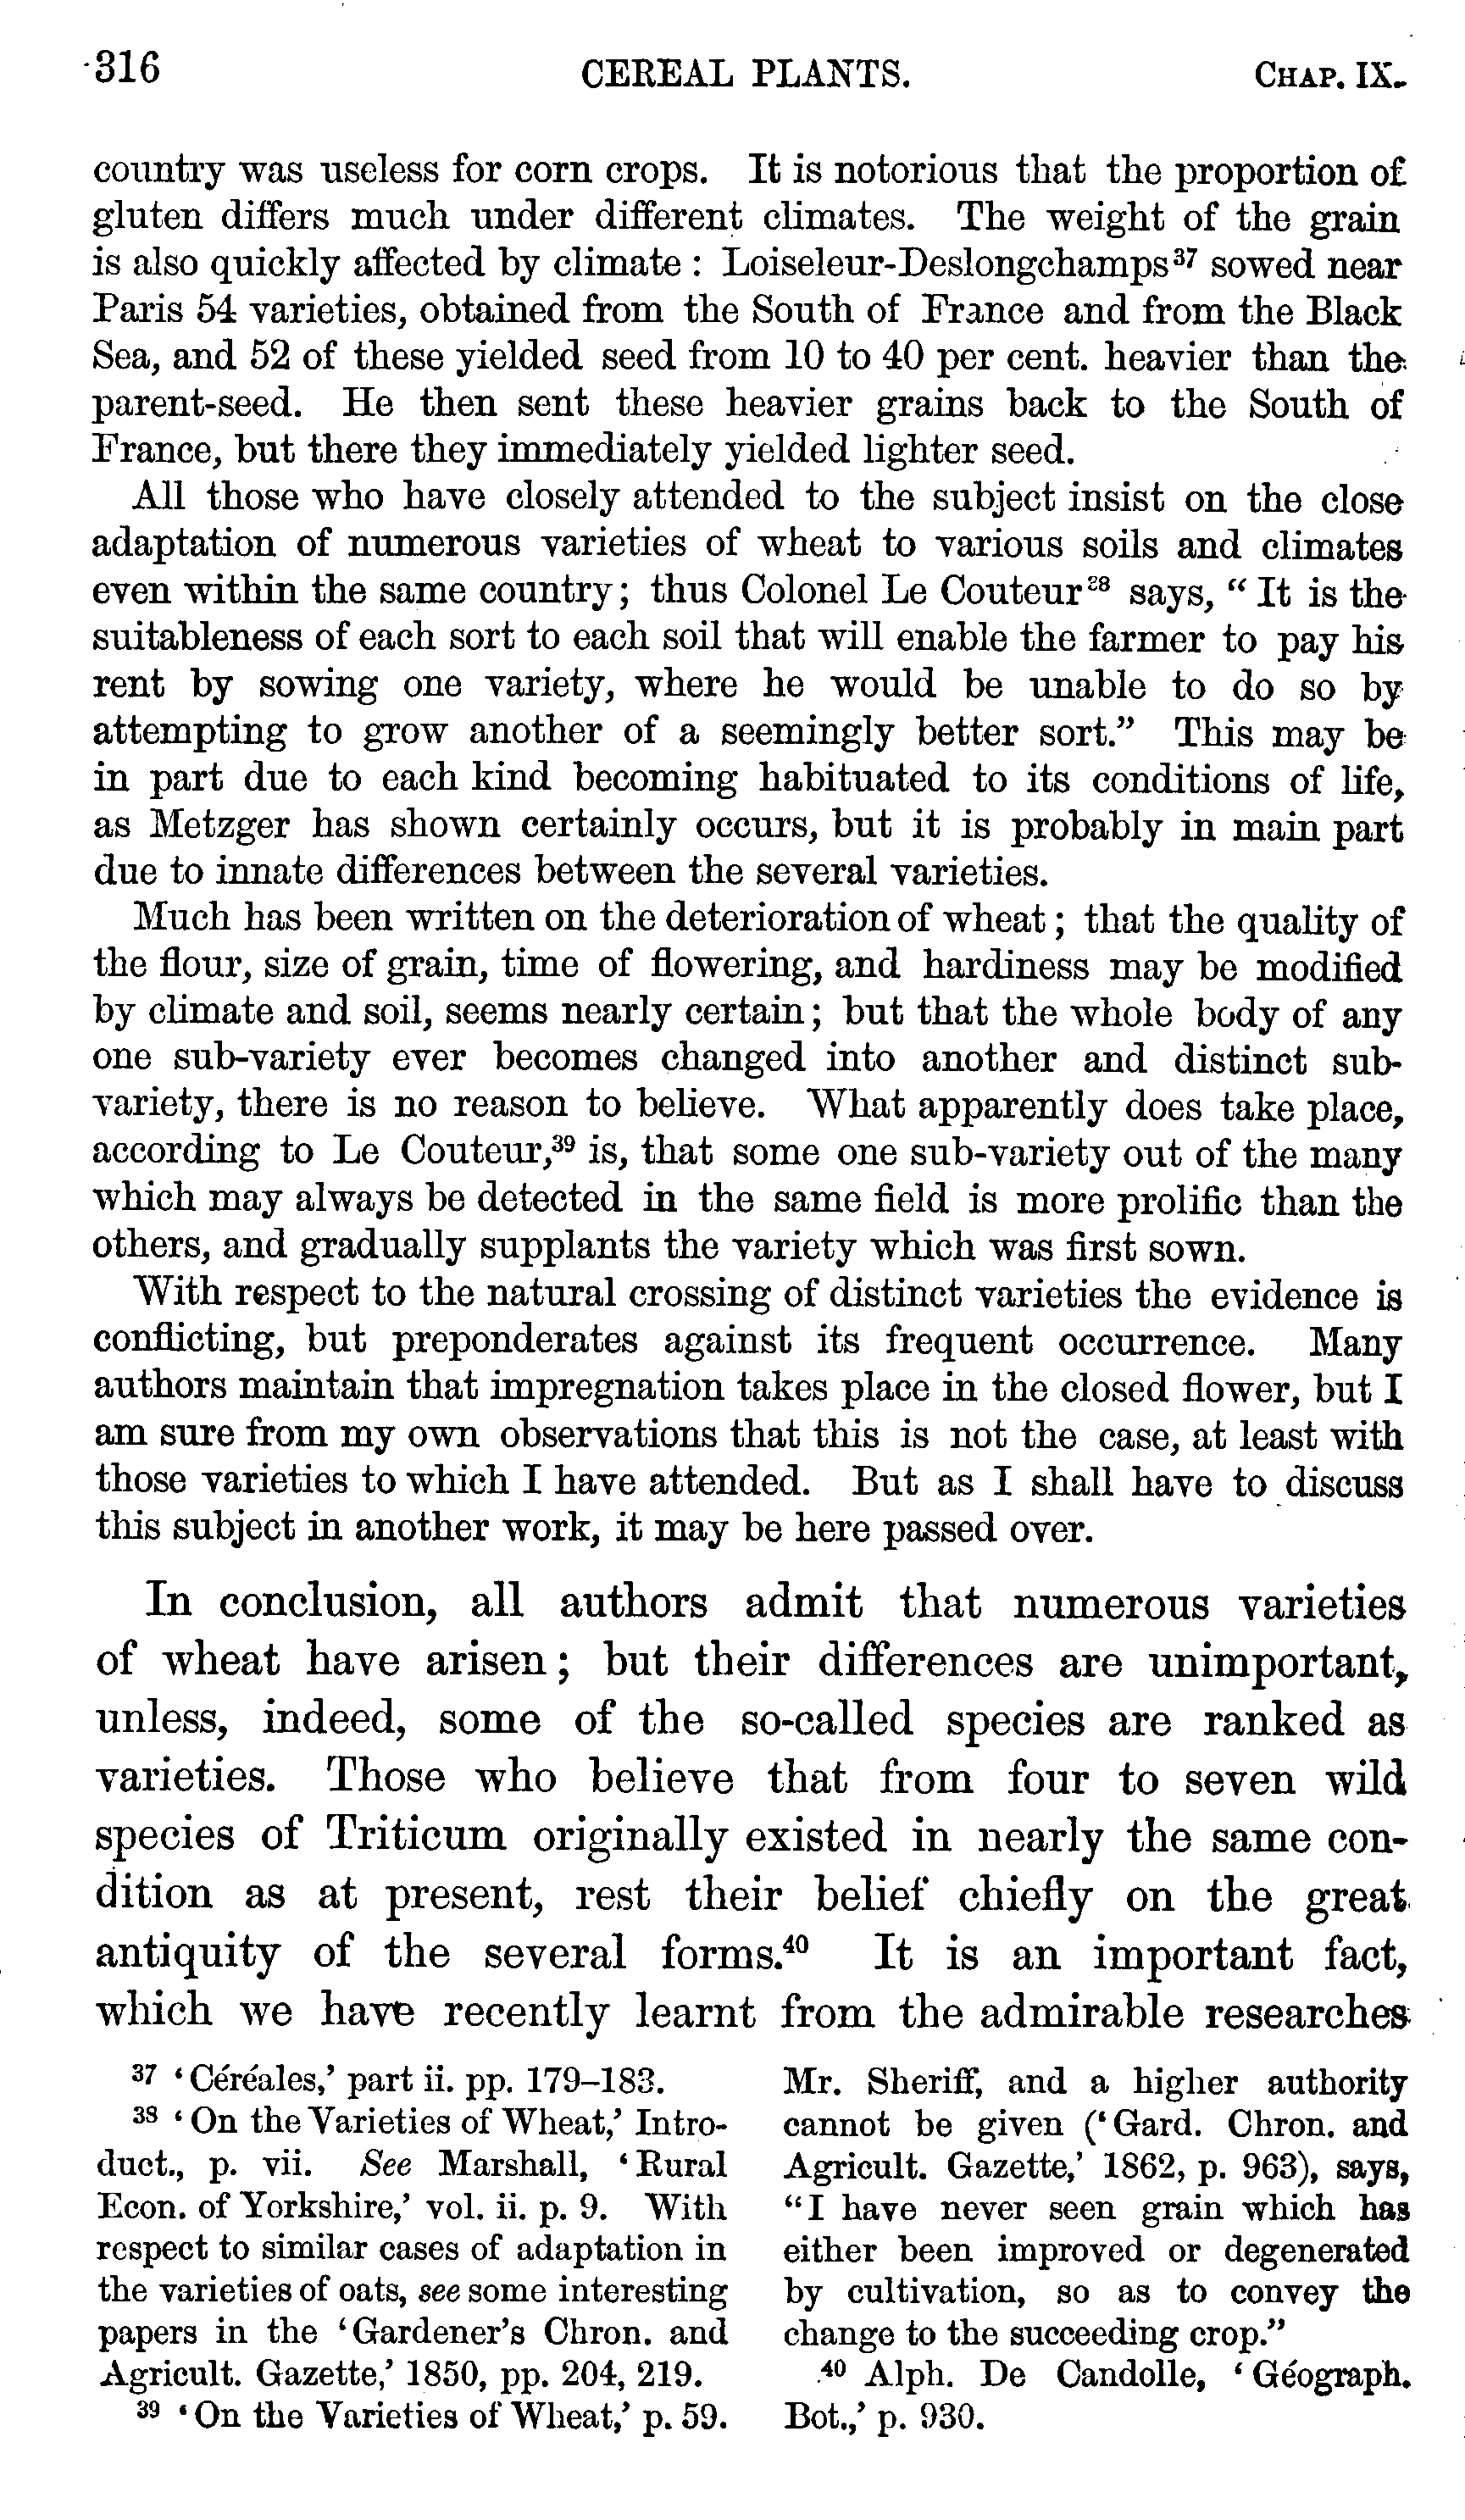 316 CEREAL PLANTS. CHAP. IX.
country was useless for corn crops. It is notorious that the proportion of
gluten differs much under different climates. The weight of the grain
is also quickly affected by climate : Loiseleur-Deslongchamps³⁷ sowed near
Paris 54 varieties, obtained from the South of France and from the Black
Sea, and 52 of these yielded seed from 10 to 40 per cent. heavier than the
parent-seed. He then sent these heavier grains back to the South of
France, but there they immediately yielded lighter seed.
All those who have closely attended to the subject insist on the close
adaptation of numerous varieties of wheat to various soils and climates
even within the same country; thus Colonel Le Couteur³⁸ says, “ It is the
suitableness of each sort to each soil that will enable the farmer to pay his
rent by sowing one variety, where he would be unable to do so by
attempting to grow another of a seemingly better sort.” This may be
in part due to each kind becoming habituated to its conditions of life,
as Metzger has shown certainly occurs, but it is probably in main part
due to innate differences between the several varieties.
Much has been written on the deterioration of wheat ; that the quality of
the flour, size of grain, time of flowering, and hardiness may be modified
by climate and soil, seems nearly certain; but that the whole body of any
one sub-variety ever becomes changed into another and distinct sub-
variety, there is no reason to believe. What apparently does take place,
according to Le Couteur,³⁹ is, that some one sub-variety out of the many
which may always be detected in the same field is more prolific than the
others, and gradually supplants the variety which was first sown.
With respect to the natural crossing of distinct varieties the evidence is
conflicting, but preponderates against its frequent occurrence. Many
authors maintain that impregnation takes place in the closed flower, but I
am sure from my own observations that this is not the case, at least with
those varieties to which I have attended. But as I shall have to discuss
this subject in another work, it may be here passed over.
In conclusion, all authors admit that numerous varieties
of wheat have arisen; but their differences are unimportant,
unless, indeed, some of the so-called species are ranked as
varieties. Those who believe that from four to seven wild
species of Triticum originally existed in nearly the same con-
dition as at present, rest their belief chiefly on the great
antiquity of the several forms.⁴⁰ It is an important fact,
which we have recently learnt from the admirable researches
³⁷ ‘Céréales,’ part ii. pp. 179–183.
³⁸ ‘On the Varieties of Wheat,’ Intro-
duct., p. vii. See Marshall, ‘Rural
Econ. of Yorkshire,’ vol. ii. p. 9. With
respect to similar cases of adaptation in
the varieties of oats, see some interesting
papers in the ‘Gardener’s Chron. and
Agricult. Gazette,’ 1850, pp. 204, 219.
³⁹ ‘On the Varieties of Wheat,’ p. 59.
Mr. Sheriff, and a higher authority
cannot be given (‘Gard. Chron. and
Agricult. Gazette,’ 1862, p. 963), says,
“I have never seen grain which has
either been improved or degenerated
by cultivation, so as to convey the
change to the succeeding crop.”
⁴⁰ Alph. De Candolle, ‘Géograph.
Bot.,’ p. 930.